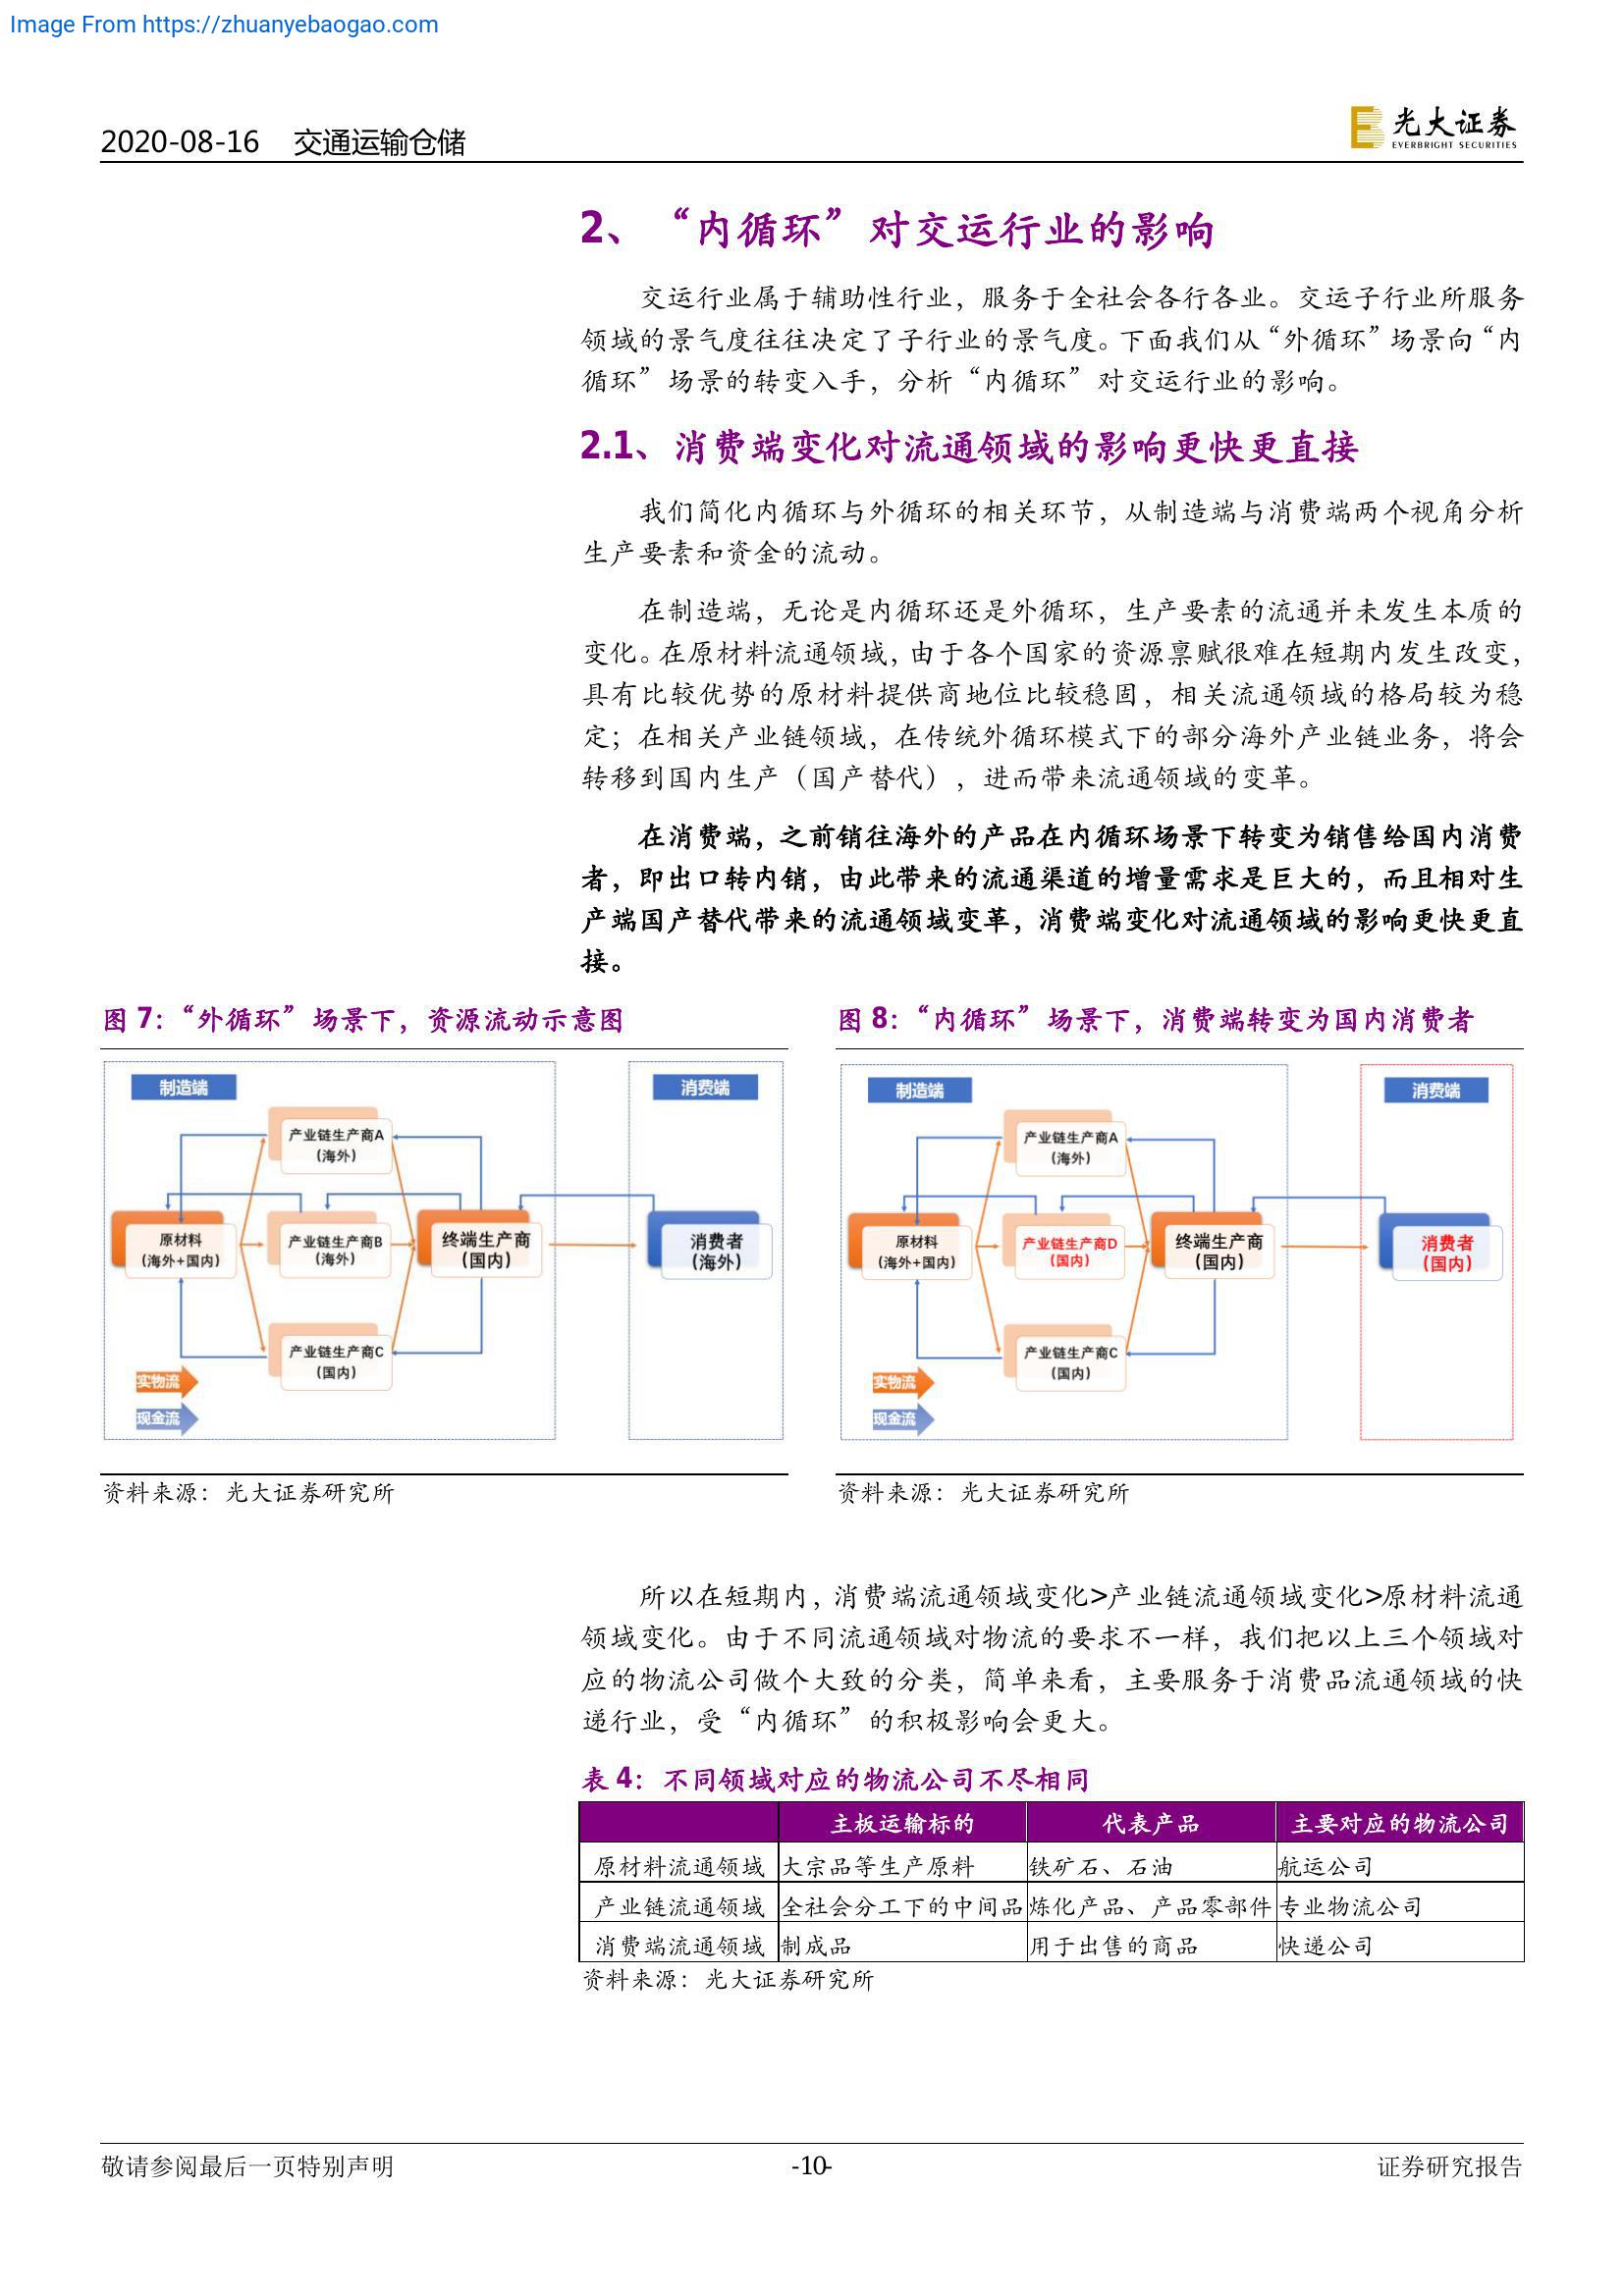 Image From https://zhuanyebaogao.com
2020-08-16 交通运输仓储
光大证券
EVERBRIGHT SECURITIES
2、“内循环”对交运行业的影响
交运行业属于辅助性行业，服务于全社会各行各业。交运子行业所服务
领域的景气度往往决定了子行业的景气度。下面我们从“外循环”场景向“内
循环”场景的转变入手，分析“内循环”对交运行业的影响。
2.1、消费端变化对流通领域的影响更快更直接
我们简化内循环与外循环的相关环节，从制造端与消费端两个视角分析
生产要素和资金的流动。
在制造端，无论是内循环还是外循环，生产要素的流通并未发生本质的
变化。在原材料流通领域，由于各个国家的资源禀赋很难在短期内发生改变，
具有比较优势的原材料提供商地位比较稳固，相关流通领域的格局较为稳
定；在相关产业链领域，在传统外循环模式下的部分海外产业链业务，将会
转移到国内生产（国产替代），进而带来流通领域的变革。
在消费端，之前销往海外的产品在内循环场景下转变为销售给国内消费
者，即出口转内销，由此带来的流通渠道的增量需求是巨大的，而且相对生
产端国产替代带来的流通领域变革，消费端变化对流通领域的影响更快更直
接。
图 7：“外循环”场景下，资源流动示意图
制造端
消费端
产业链生产商A
(海外)
原材料
(海外+国内)
产业链生产商B
(海外)
终端生产商
(国内)
消费者
(海外)
产业链生产商C
(国内)
实物流
现金流
资料来源：光大证券研究所
图 8：“内循环”场景下，消费端转变为国内消费者
制造端
消费端
产业链生产商A
(海外)
原材料
(海外+国内)
产业链生产商D
(国内)
终端生产商
(国内)
消费者
(国内)
产业链生产商C
(国内)
实物流
现金流
资料来源：光大证券研究所
所以在短期内，消费端流通领域变化>产业链流通领域变化>原材料流通
领域变化。由于不同流通领域对物流的要求不一样，我们把以上三个领域对
应的物流公司做个大致的分类，简单来看，主要服务于消费品流通领域的快
递行业，受“内循环”的积极影响会更大。
表 4：不同领域对应的物流公司不尽相同
主板运输标的 代表产品 主要对应的物流公司
原材料流通领域 大宗品等生产原料 铁矿石、石油 航运公司
产业链流通领域 全社会分工下的中间品 炼化产品、产品零部件 专业物流公司
消费端流通领域 制成品 用于出售的商品 快递公司
资料来源：光大证券研究所
敬请参阅最后一页特别声明 -10- 证券研究报告